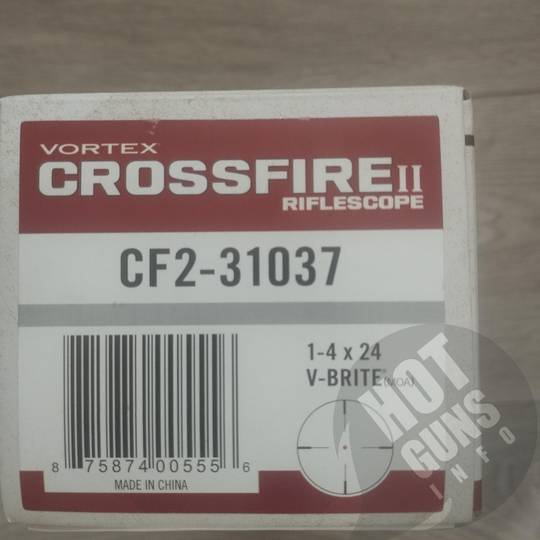 VORTEX
CROSSFIRE II
RIFLESCOPE
CF2-31037
1-4 x 24
V-BRITE® (MOA)
8 75874 00555 6
MADE IN CHINA
HOT
GUNS
INFO